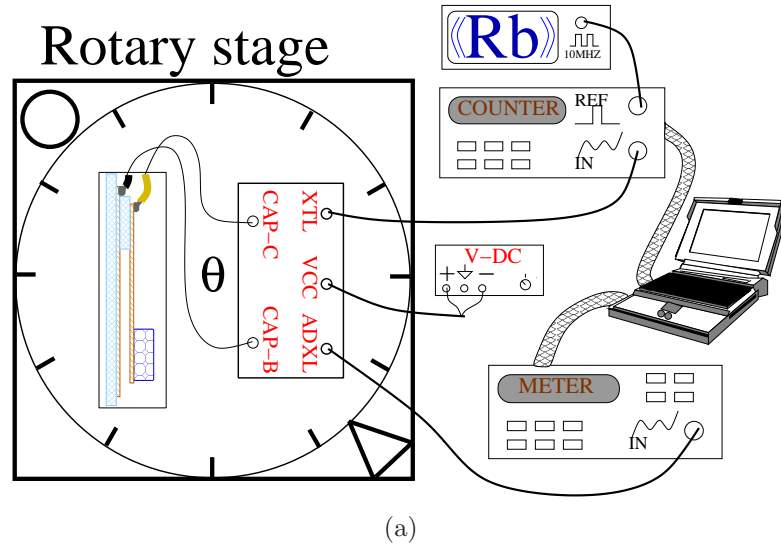 Rotary stage
((Rb))
10MHZ
COUNTER
REF
IN
CAP-C
XTL
VCC
CAP-B
ADXL
θ
V-DC
+ −
METER
IN
(a)